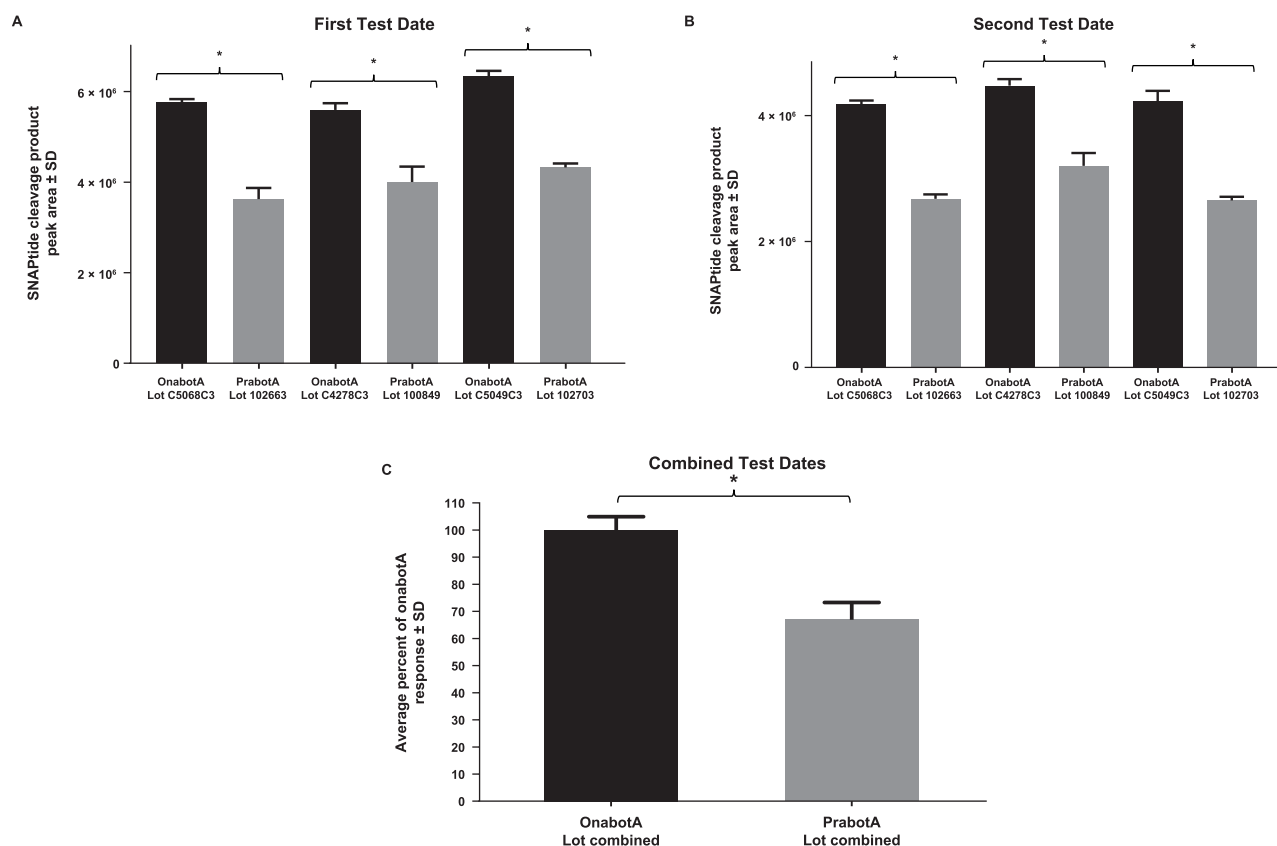 A
First Test Date
*
*
*
SNAPtide cleavage product
peak area ± SD
6 × 10⁶
4 × 10⁶
2 × 10⁶
0
OnabotA
Lot C5068C3
PrabotA
Lot 102663
OnabotA
Lot C4278C3
PrabotA
Lot 100849
OnabotA
Lot C5049C3
PrabotA
Lot 102703
B
Second Test Date
*
*
*
SNAPtide cleavage product
peak area ± SD
4 × 10⁶
2 × 10⁶
0
OnabotA
Lot C5068C3
PrabotA
Lot 102663
OnabotA
Lot C4278C3
PrabotA
Lot 100849
OnabotA
Lot C5049C3
PrabotA
Lot 102703
C
Combined Test Dates
*
Average percent of onabotA
response ± SD
110
100
90
80
70
60
50
40
30
20
10
0
OnabotA
Lot combined
PrabotA
Lot combined